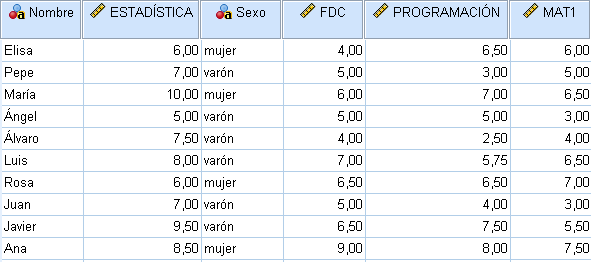 Nombre ESTADÍSTICA Sexo FDC PROGRAMACIÓN MAT1
Elisa 6,00 mujer 4,00 6,50 6,00
Pepe 7,00 varón 5,00 3,00 5,00
María 10,00 mujer 6,00 7,00 6,50
Ángel 5,00 varón 5,00 5,00 3,00
Álvaro 7,50 varón 4,00 2,50 4,00
Luis 8,00 varón 7,00 5,75 6,50
Rosa 6,00 mujer 6,50 6,50 7,00
Juan 7,00 varón 5,00 4,00 3,00
Javier 9,50 varón 6,50 7,50 5,50
Ana 8,50 mujer 9,00 8,00 7,50